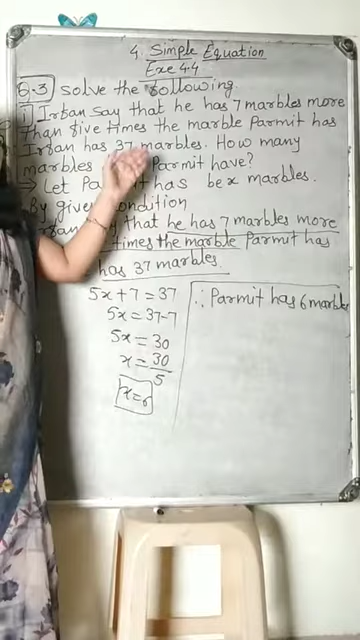 4. Simple Equation
Exe 4.4
Q.3) solve the following.
i) Irfan say that he has 7 marbles more
than five times the marble Parmit has
Irfan has 37 marbles. How many
marbles Parmit have?
→ Let has be x marbles.
By given condition
that he has 7 marbles more
times the marble Parmit has
has 37 marbles
5x+7=37
5x=37-7
5x=30
x=30
5
x=6
∴ Parmit has 6 marbles